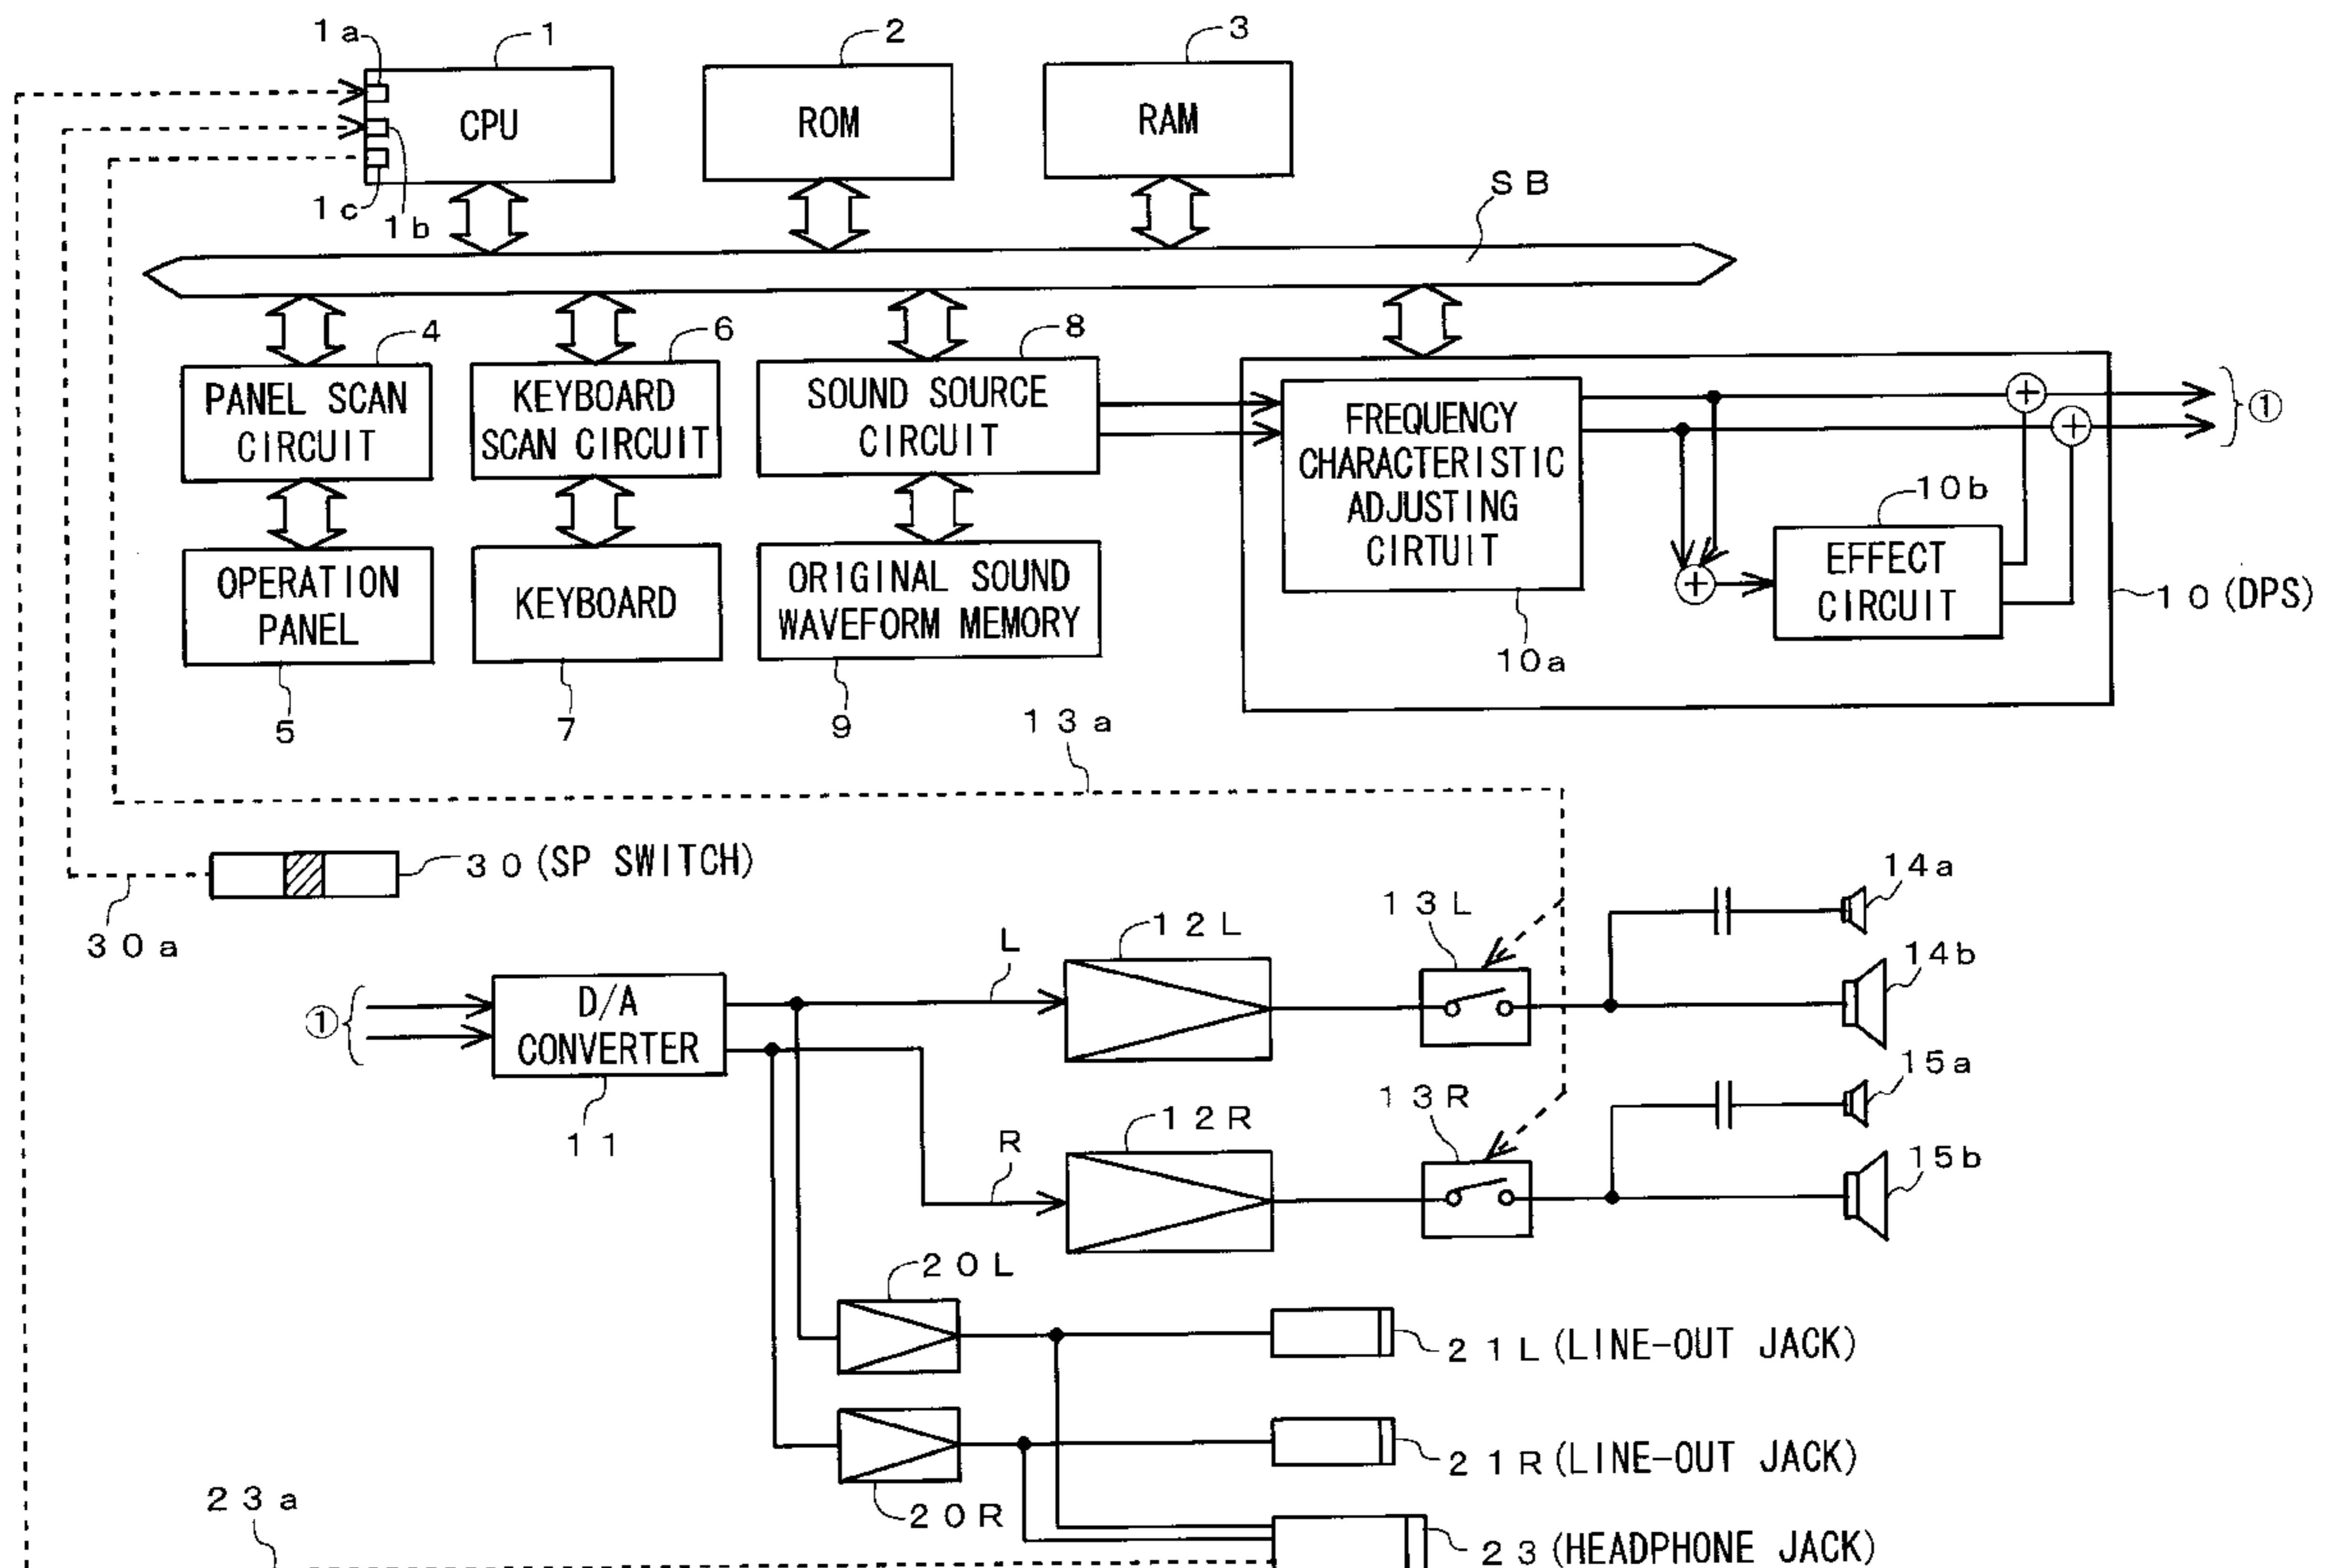 1a
1
2
3
CPU
ROM
RAM
1c
1b
SB
4
6
8
PANEL SCAN
CIRCUIT
KEYBOARD
SCAN CIRCUIT
SOUND SOURCE
CIRCUIT
FREQUENCY
CHARACTERISTIC
ADJUSTING
CIRTUIT
①
10b
EFFECT
CIRCUIT
10 (DPS)
OPERATION
PANEL
KEYBOARD
ORIGINAL SOUND
WAVEFORM MEMORY
10a
5
7
9
13a
30 (SP SWITCH)
30a
14a
13L
12L
L
14b
①
D/A
CONVERTER
11
15a
13R
12R
R
15b
20L
21L (LINE-OUT JACK)
21R (LINE-OUT JACK)
20R
23a
23 (HEADPHONE JACK)